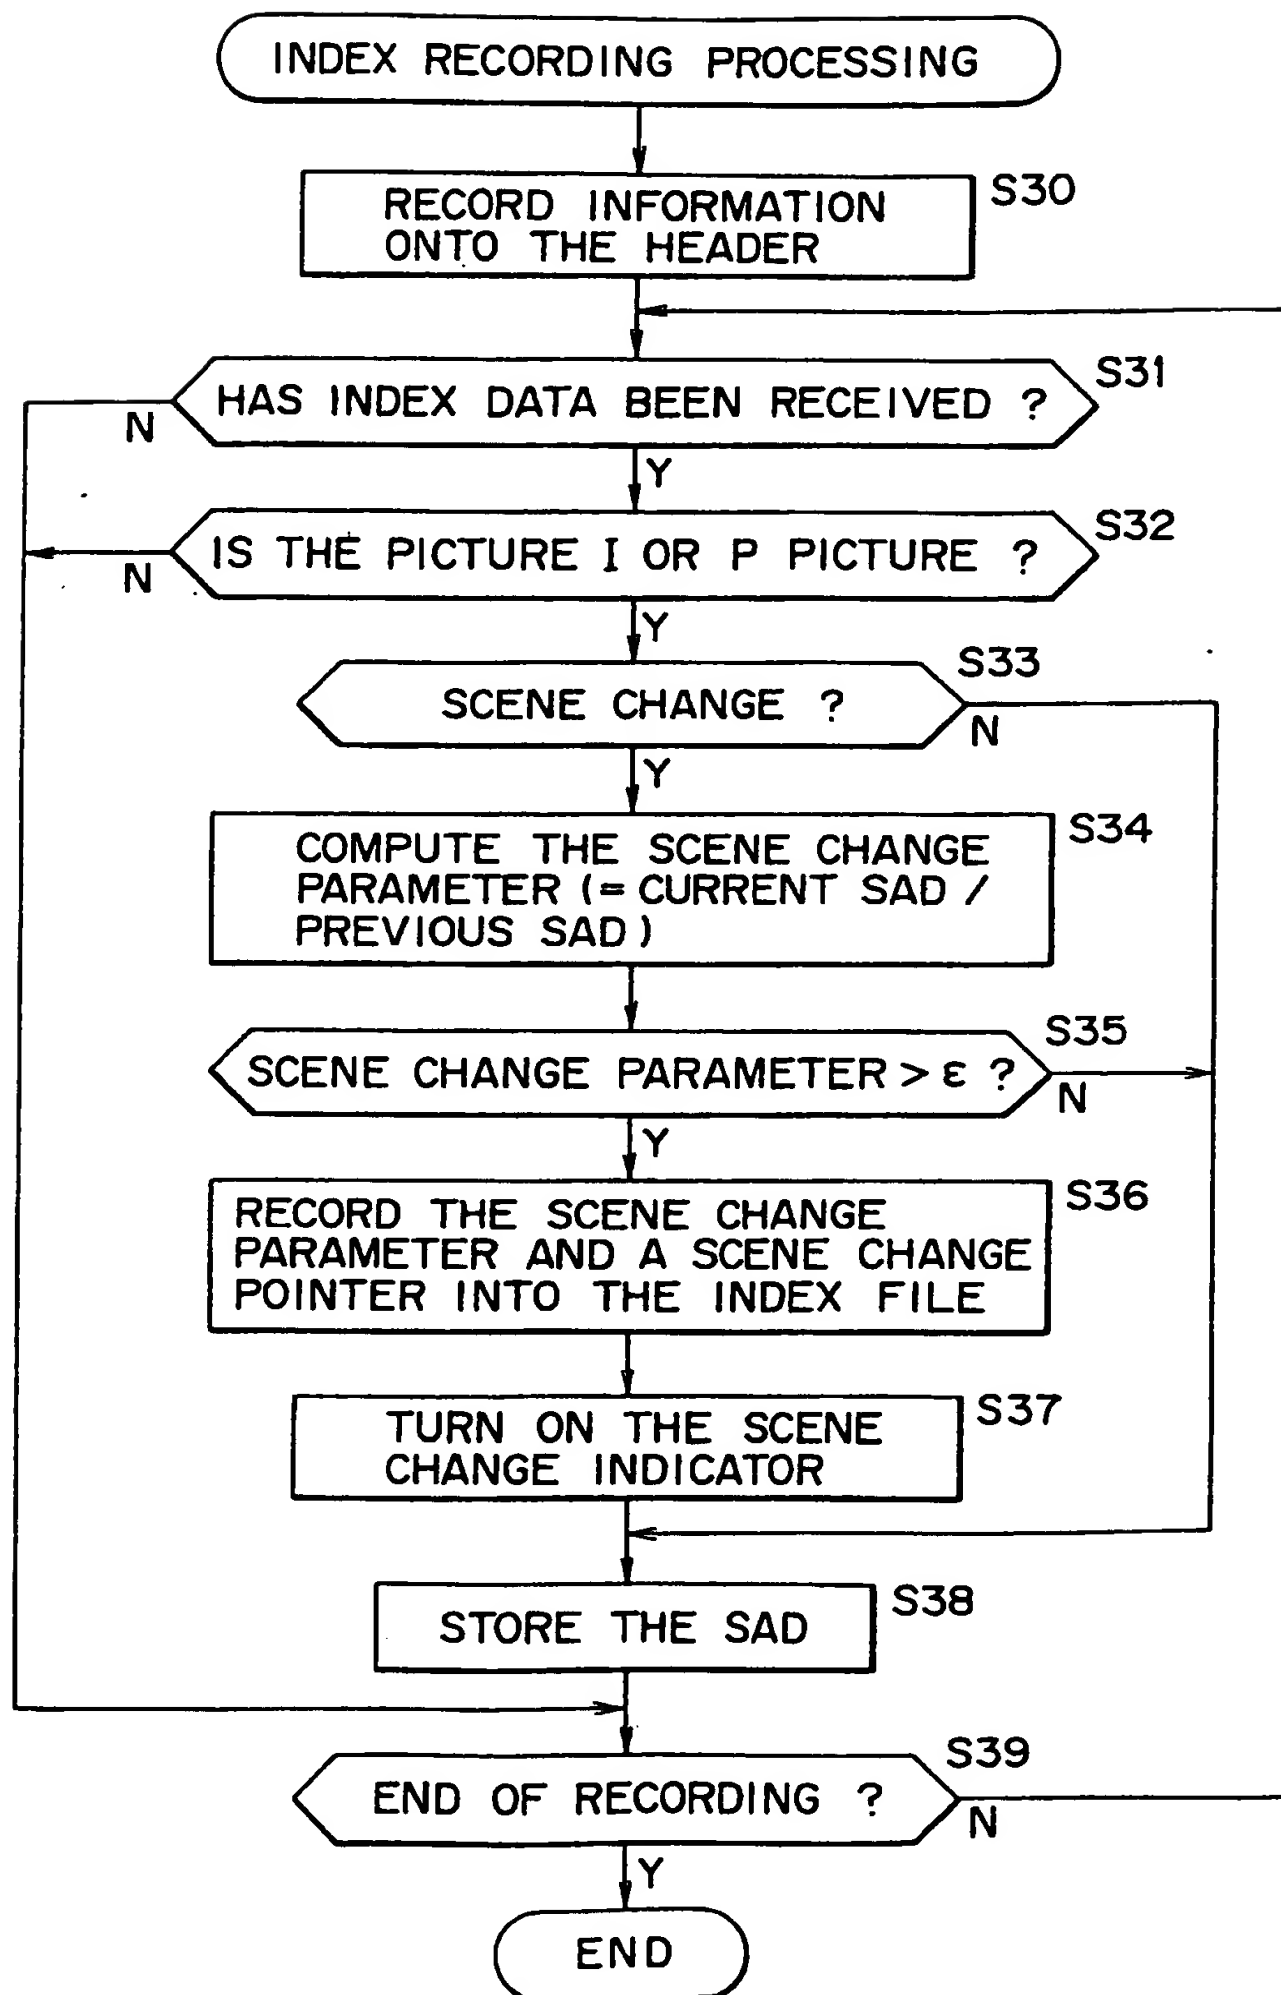 INDEX RECORDING PROCESSING
S30
RECORD INFORMATION
ONTO THE HEADER
S31
HAS INDEX DATA BEEN RECEIVED ?
N
Y
S32
IS THE PICTURE I OR P PICTURE ?
N
Y
S33
SCENE CHANGE ?
N
Y
S34
COMPUTE THE SCENE CHANGE
PARAMETER (= CURRENT SAD /
PREVIOUS SAD)
S35
SCENE CHANGE PARAMETER > ε ?
N
Y
S36
RECORD THE SCENE CHANGE
PARAMETER AND A SCENE CHANGE
POINTER INTO THE INDEX FILE
S37
TURN ON THE SCENE
CHANGE INDICATOR
S38
STORE THE SAD
S39
END OF RECORDING ?
N
Y
END